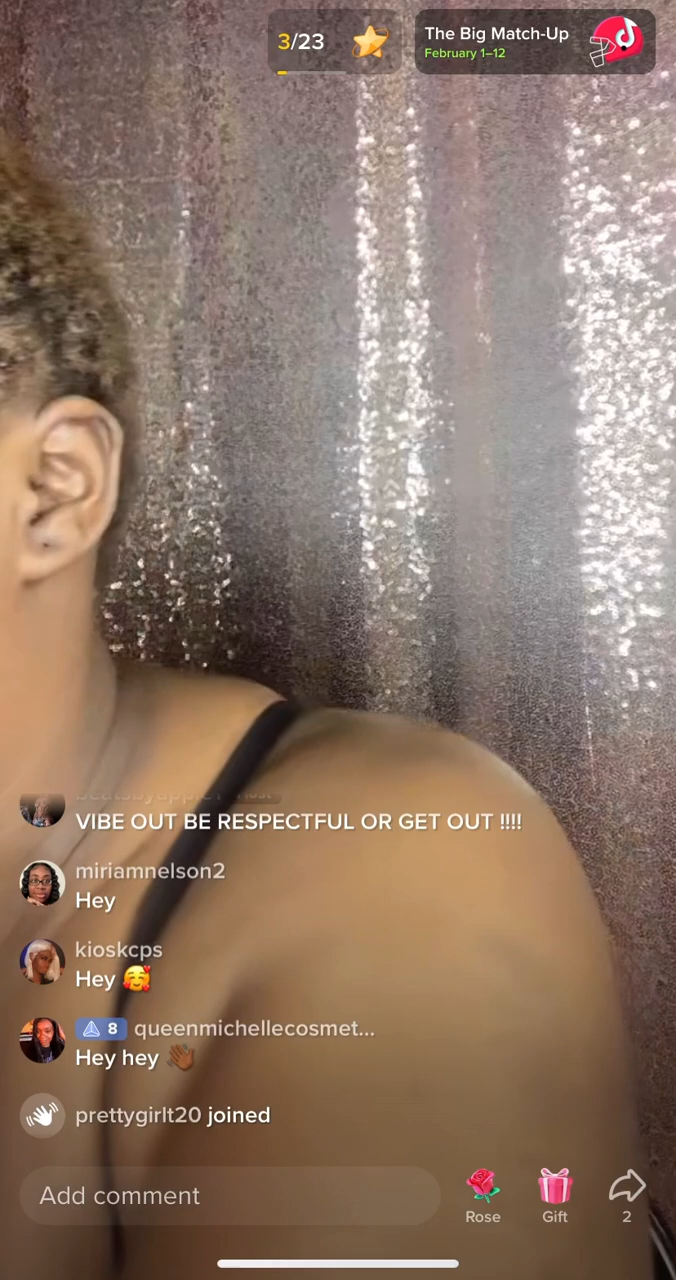 3/23
The Big Match-Up
February 1–12
VIBE OUT BE RESPECTFUL OR GET OUT !!!!
miriamnelson2
Hey
kioskcps
Hey 🥰
8 queenmichellecosmet...
Hey hey 👋🏾
prettygirlt20 joined
Add comment
Rose
Gift
2